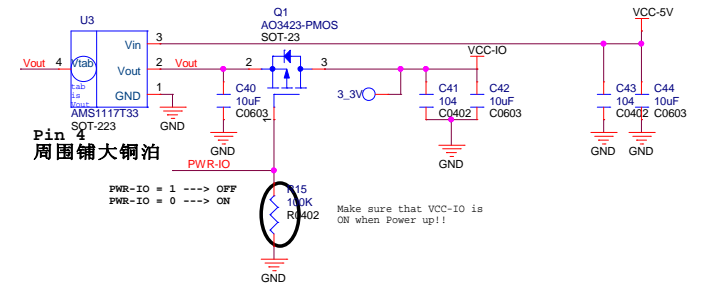 U3
Q1
AO3423-PMOS
SOT-23
VCC-5V
Vin
3
Vout
4
Vtab
Vout
2
Vout
2
3
VCC-IO
tab
is
Vout
GND
1
AMS1117T33
SOT-223
GND
C40
10uF
C0603
GND
1
3_3V
C41
104
C0402
C42
10uF
C0603
GND
C43
104
C0402
C44
10uF
C0603
GND
GND
Pin 4
周围铺大铜泊
PWR-IO
PWR-IO = 1 ---> OFF
PWR-IO = 0 ---> ON
R15
100K
R0402
GND
Make sure that VCC-IO is
ON when Power up!!